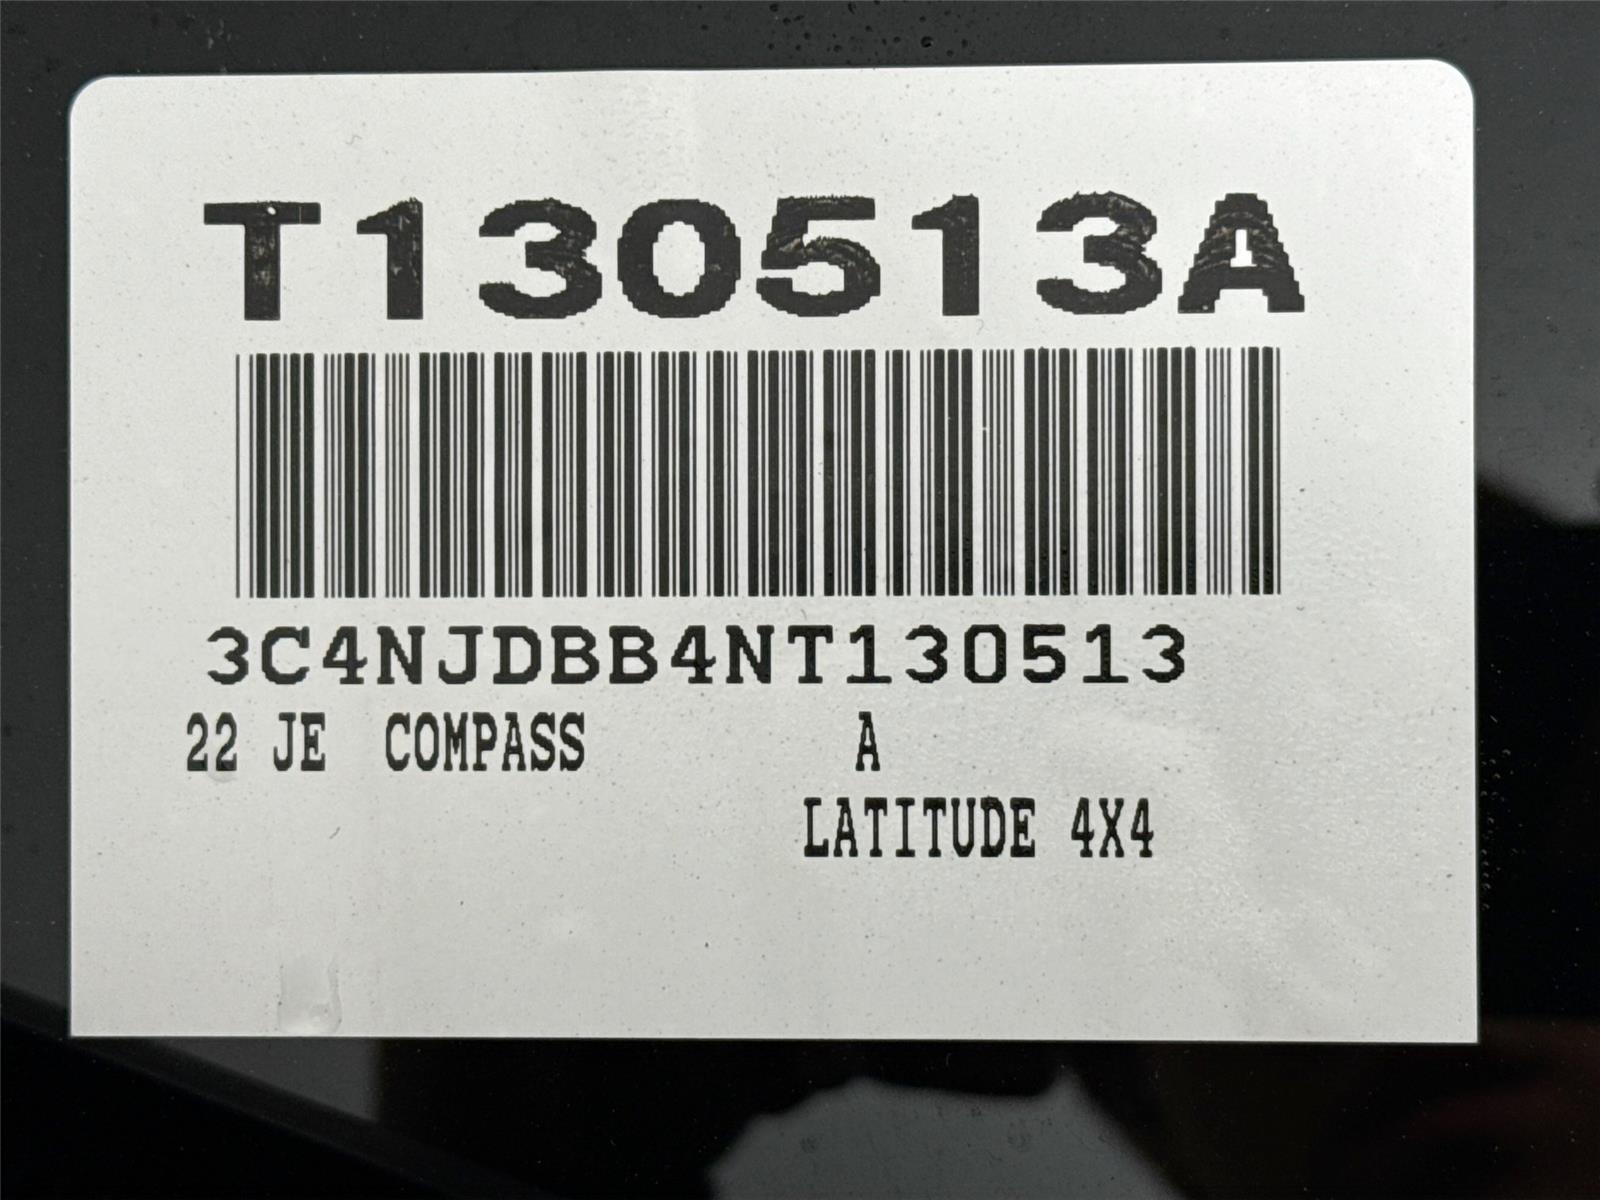 T130513A
3C4NJDBB4NT130513
22 JE COMPASS A
LATITUDE 4X4